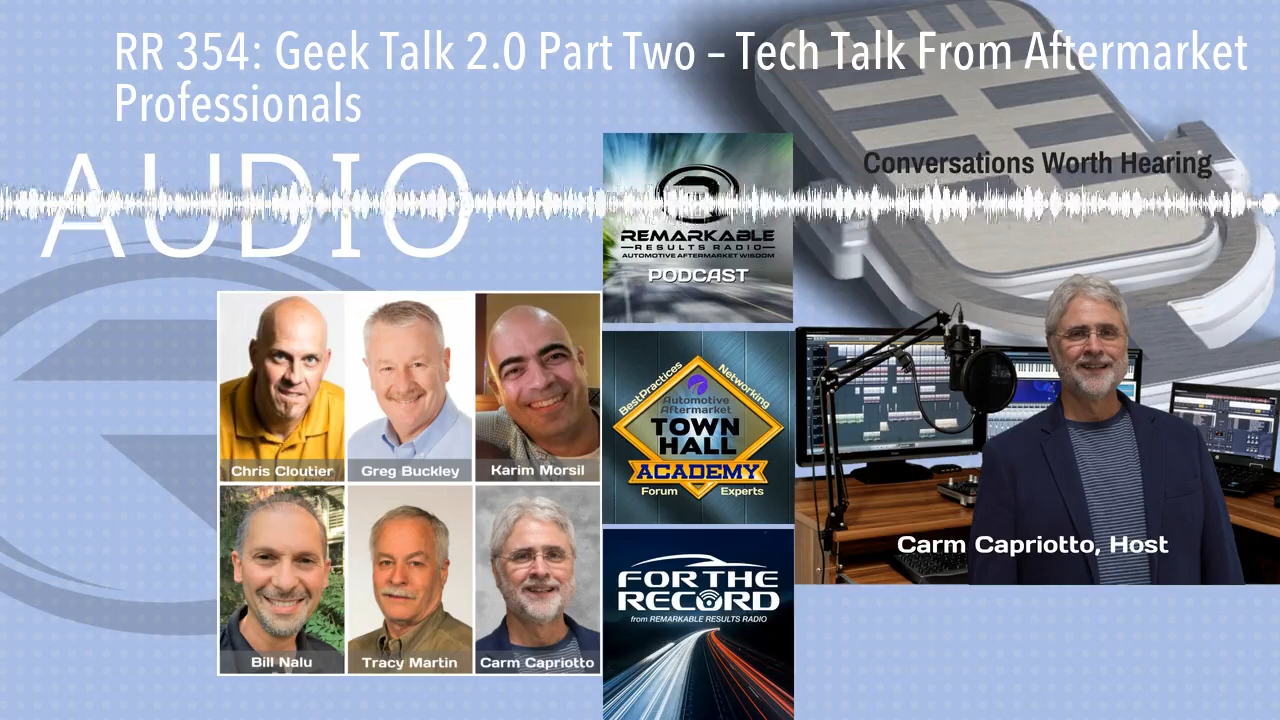 RR 354: Geek Talk 2.0 Part Two – Tech Talk From Aftermarket
Professionals
AUDIO
Conversations Worth Hearing
REMARKABLE
RESULTS RADIO
AUTOMOTIVE AFTERMARKET WISDOM
PODCAST
Chris Cloutier
Greg Buckley
Karim Morsil
Bill Nalu
Tracy Martin
Carm Capriotto
Best Practices
Networking
Automotive
Aftermarket
TOWN
HALL
ACADEMY
Forum
Experts
FOR THE
RECORD
from REMARKABLE RESULTS RADIO
Carm Capriotto, Host